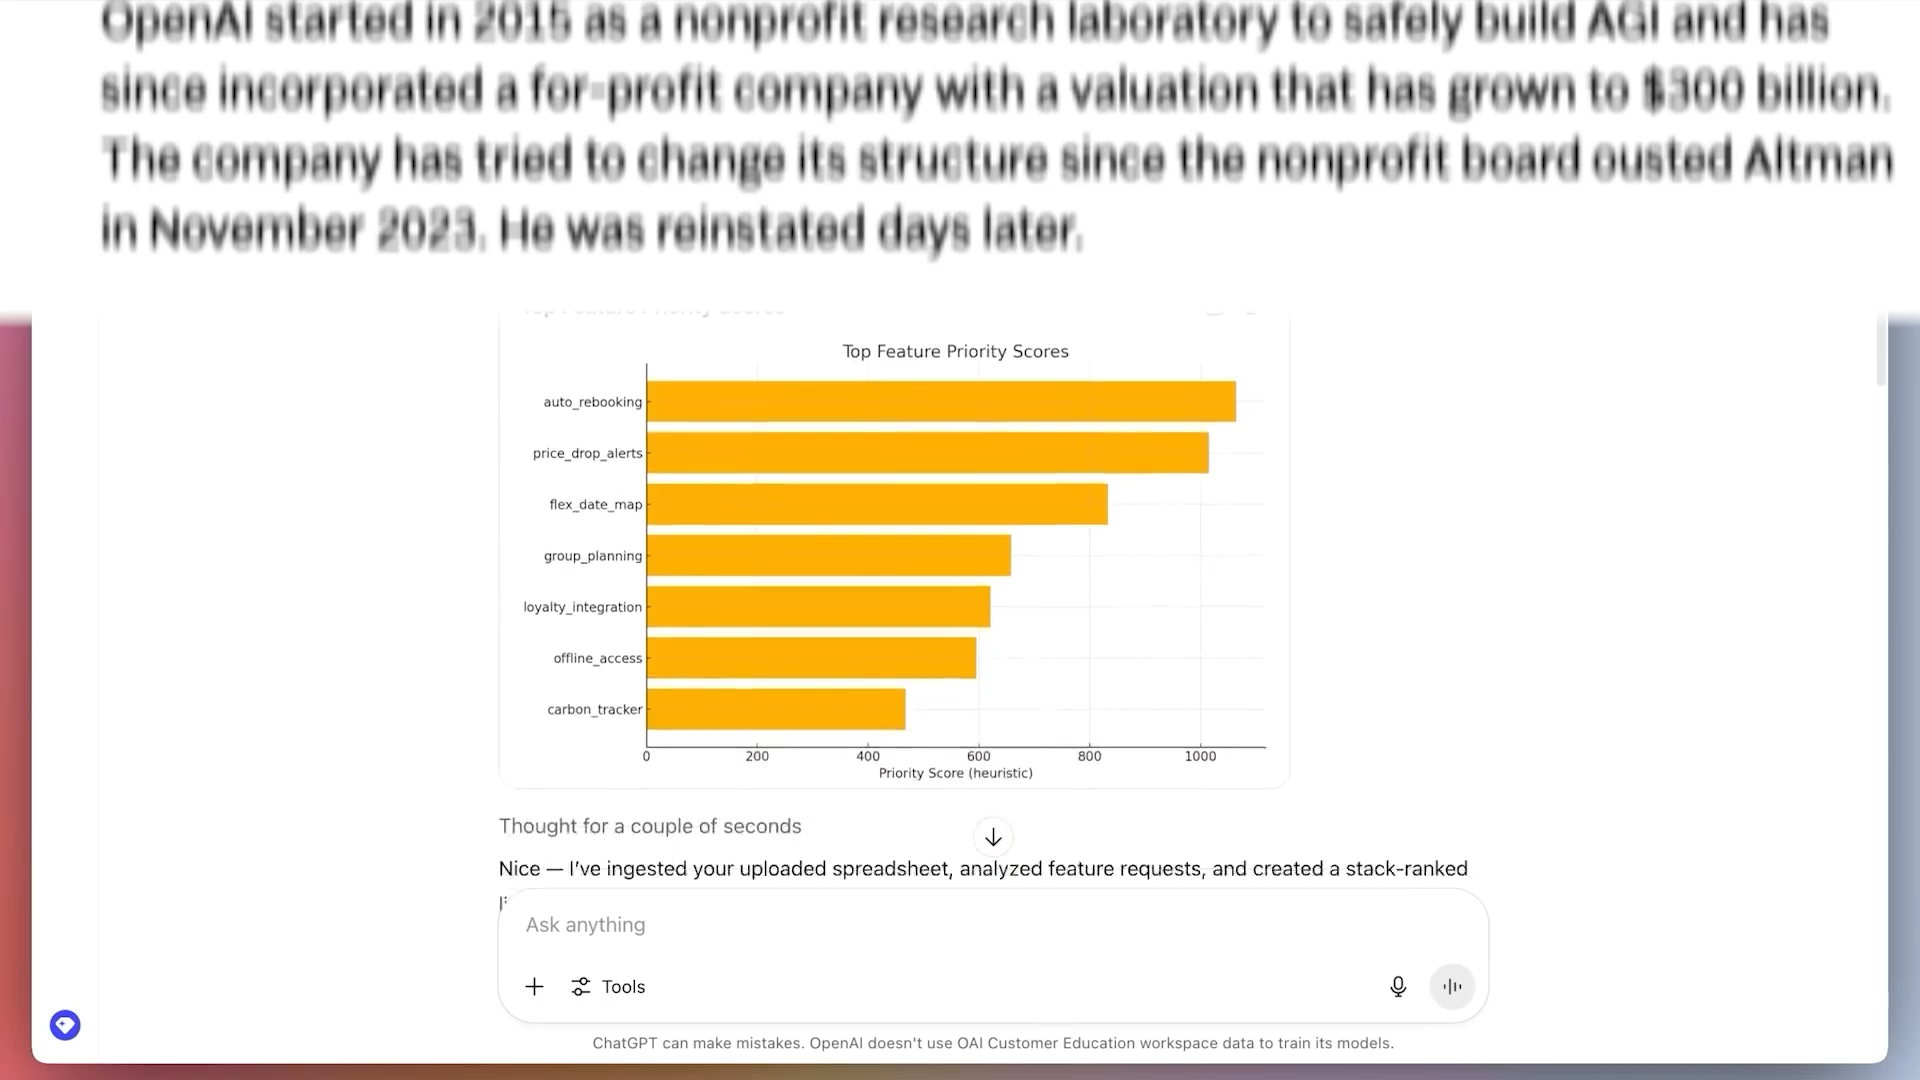 OpenAI started in 2015 as a nonprofit research laboratory to safely build AGI and has
since incorporated a for-profit company with a valuation that has grown to $300 billion.
The company has tried to change its structure since the nonprofit board ousted Altman
in November 2023. He was reinstated days later.
Top Feature Priority Scores
Top Feature Priority Scores
auto_rebooking
price_drop_alerts
flex_date_map
group_planning
loyalty_integration
offline_access
carbon_tracker
0 200 400 600 800 1000
Priority Score (heuristic)
Thought for a couple of seconds
Nice — I've ingested your uploaded spreadsheet, analyzed feature requests, and created a stack-ranked
Ask anything
Tools
ChatGPT can make mistakes. OpenAI doesn't use OAI Customer Education workspace data to train its models.